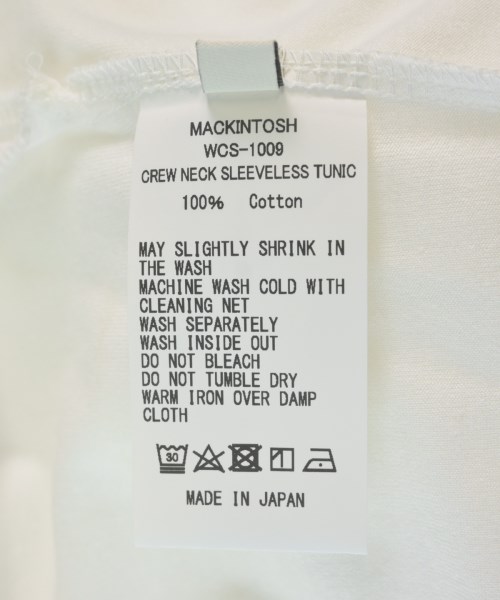 MACKINTOSH
WCS-1009
CREW NECK SLEEVELESS TUNIC
100% Cotton
MAY SLIGHTLY SHRINK IN
THE WASH
MACHINE WASH COLD WITH
CLEANING NET
WASH SEPARATELY
WASH INSIDE OUT
DO NOT BLEACH
DO NOT TUMBLE DRY
WARM IRON OVER DAMP
CLOTH
30
MADE IN JAPAN